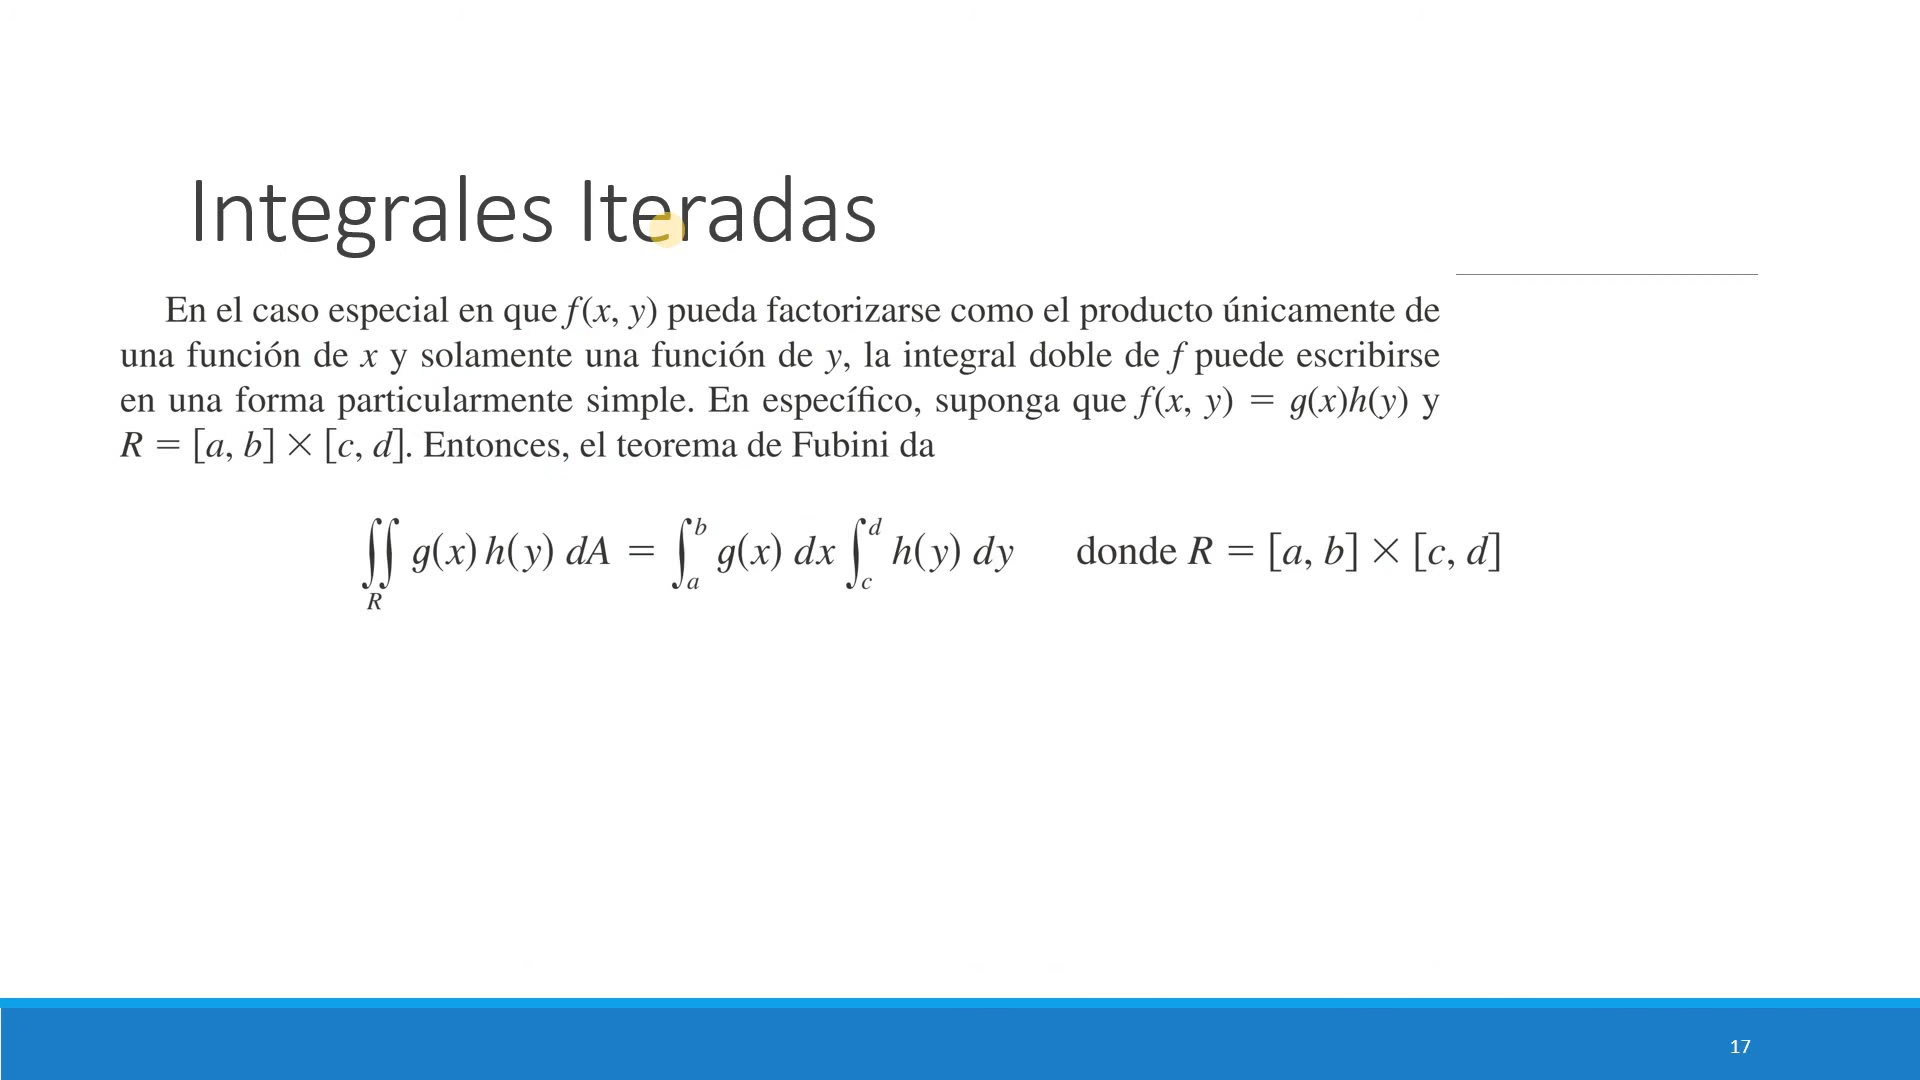 Integrales Iteradas
En el caso especial en que f(x, y) pueda factorizarse como el producto únicamente de
una función de x y solamente una función de y, la integral doble de f puede escribirse
en una forma particularmente simple. En específico, suponga que f(x, y) = g(x)h(y) y
R = [a, b] × [c, d]. Entonces, el teorema de Fubini da
∬_R g(x) h(y) dA = ∫_a^b g(x) dx ∫_c^d h(y) dy donde R = [a, b] × [c, d]
17